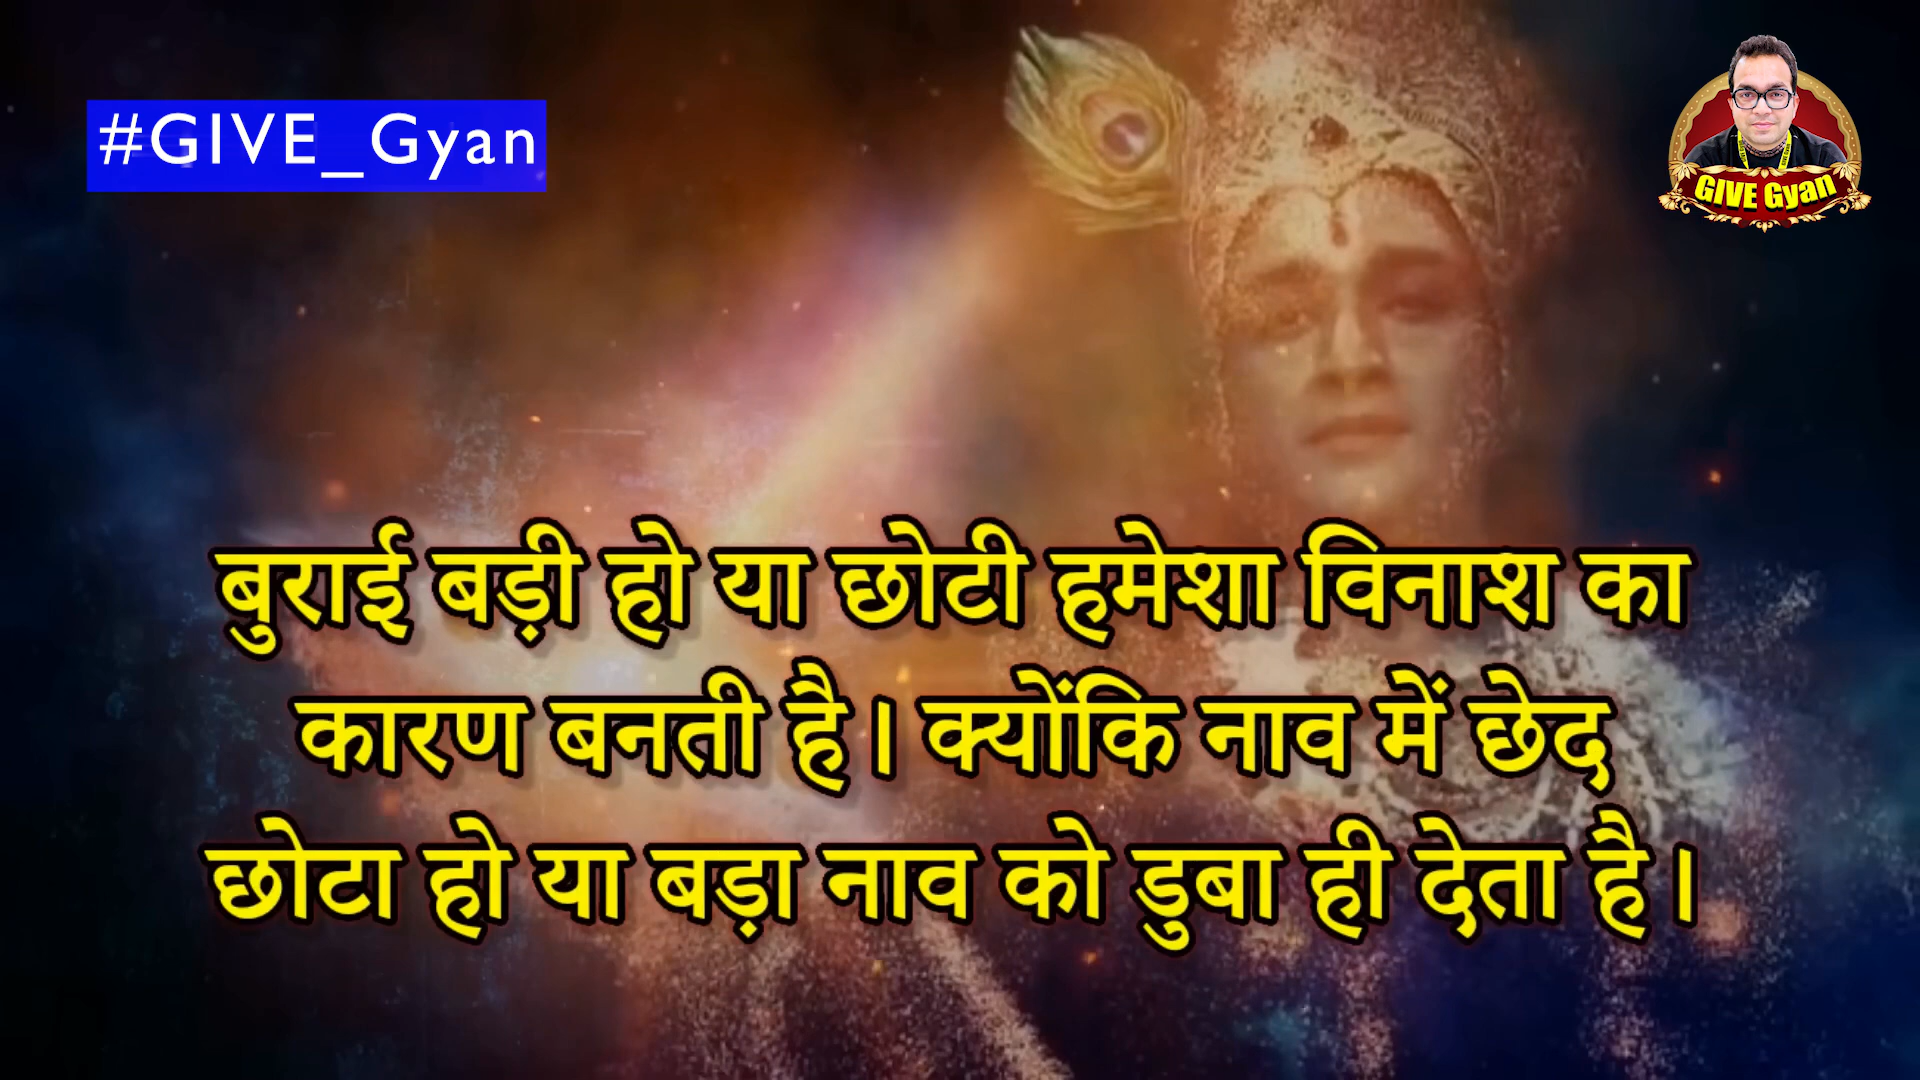 #GIVE_Gyan
GIVE Gyan
बुराई बड़ी हो या छोटी हमेशा विनाश का
कारण बनती है। क्योंकि नाव में छेद
छोटा हो या बड़ा नाव को डुबा ही देता है।